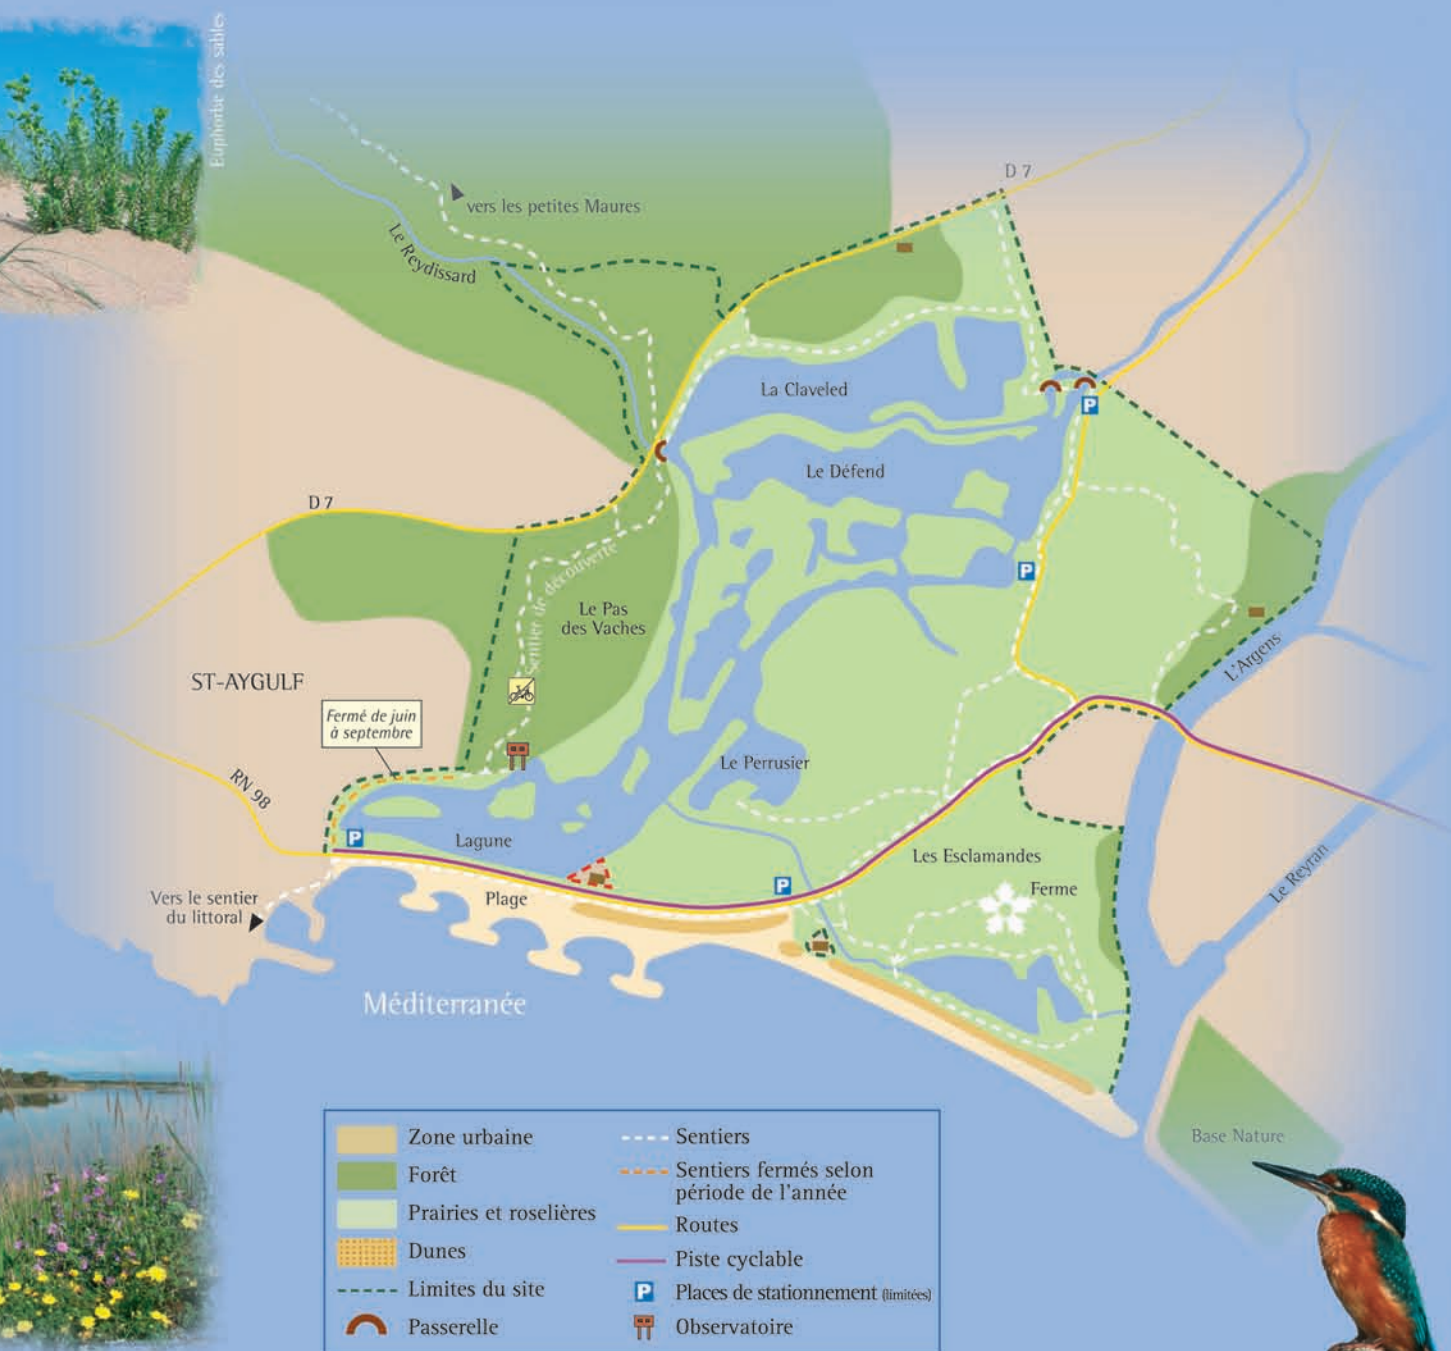 Euphorbe des sables
D 7
vers les petites Maures
Le Reydissard
La Claveled
P
Le Défend
D 7
P
Sentier de découverte
Le Pas
des Vaches
L'Argens
ST-AYGULF
Fermé de juin
à septembre
RN 98
Le Perrusier
P
Lagune
Les Esclamandes
Le Reyran
P
Ferme
Vers le sentier
du littoral
Plage
Méditerranée
Base Nature
Zone urbaine
Forêt
Prairies et roselières
Dunes
Limites du site
Passerelle
Sentiers
Sentiers fermés selon
période de l'année
Routes
Piste cyclable
P Places de stationnement (limitées)
Observatoire